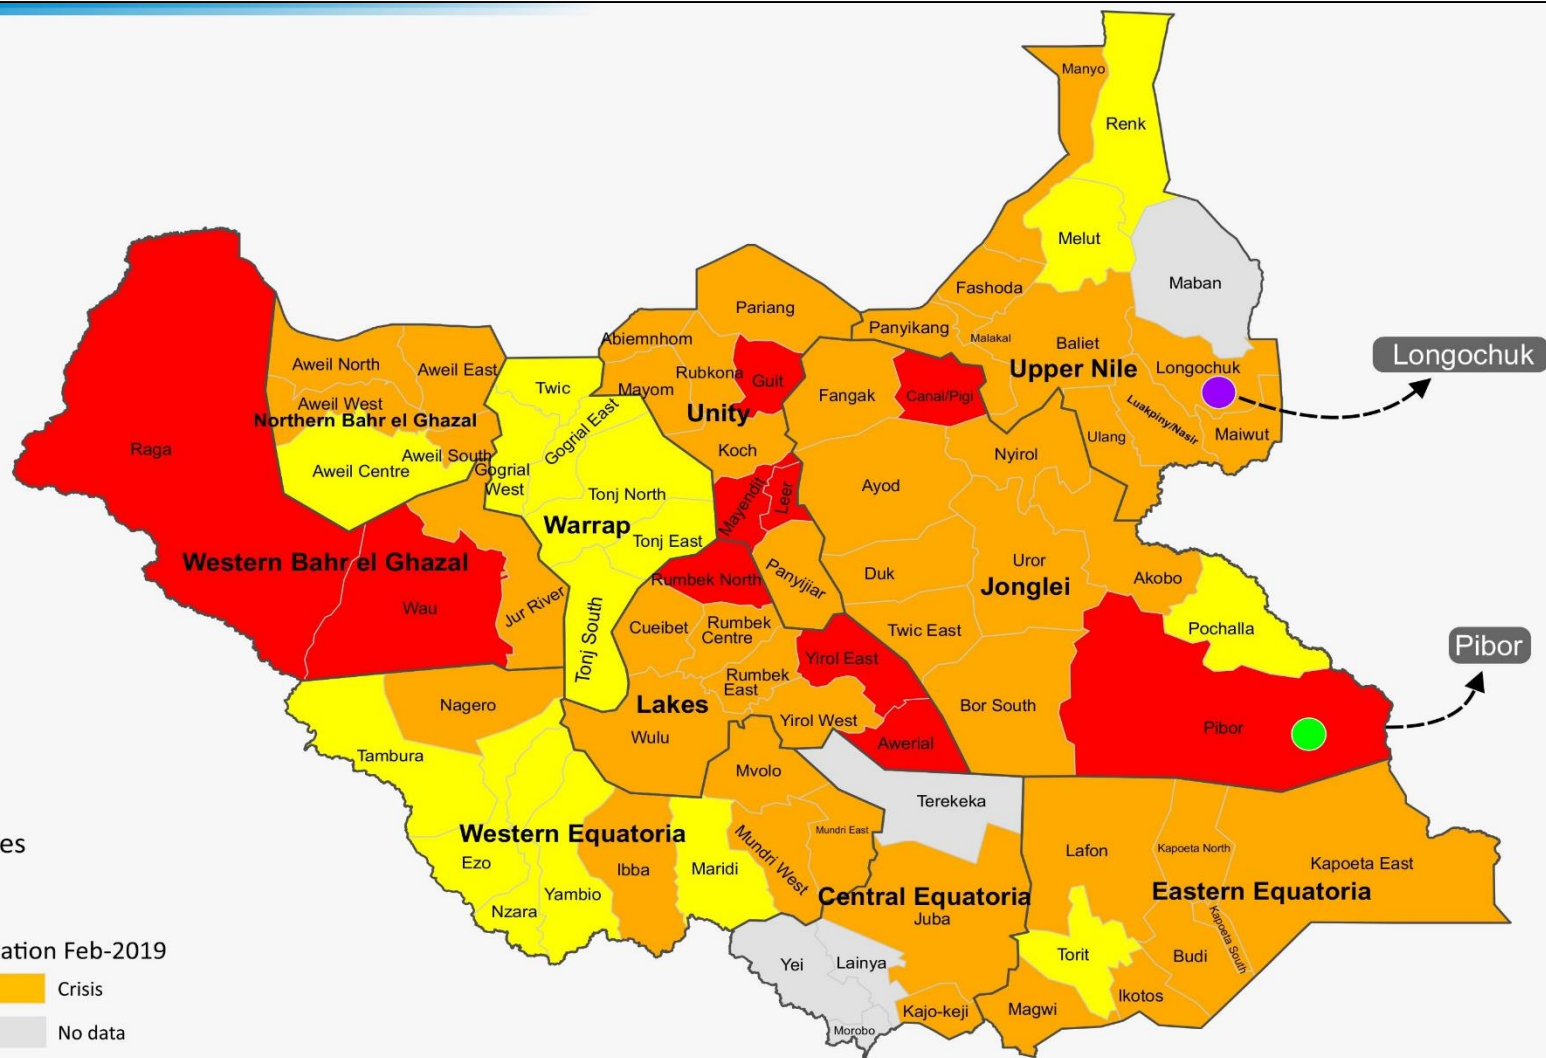 Manyo
Renk
Melut
Maban
Fashoda
Pariang
Panyikang
Malakal
Baliet
Abiemnhom
Longochuk
Longochuk
Aweil North
Aweil East
Rubkona
Upper Nile
Twic
Mayom
Guit
Fangak
Canal/Pigi
Aweil West
Northern Bahr el Ghazal
Unity
Luakpiny/Nasir
Gogrial East
Ulang
Maiwut
Raga
Koch
Nyirol
Aweil South
Aweil Centre
Gogrial
West
Ayod
Tonj North
Mayendit
Leer
Warrap
Tonj East
Western Bahr el Ghazal
Uror
Duk
Akobo
Rumbek North
Panyijiar
Jonglei
Wau
Jur River
Cueibet
Rumbek
Centre
Twic East
Pochalla
Tonj South
Yirol East
Pibor
Rumbek
East
Nagero
Lakes
Bor South
Yirol West
Pibor
Wulu
Awerial
Tambura
Mvolo
Terekeka
Western Equatoria
Mundri East
es
Kapoeta North
Lafon
Ezo
Ibba
Maridi
Mundri West
Kapoeta East
Yambio
Central Equatoria
Eastern Equatoria
Nzara
Juba
Kapoeta South
ation Feb-2019
Torit
Budi
Yei
Lainya
Crisis
Ikotos
Kajo-keji
Magwi
No data
Morobo